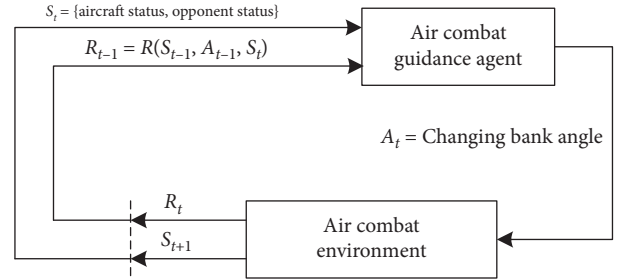 S_t = {aircraft status, opponent status}
R_{t–1} = R(S_{t–1}, A_{t–1}, S_t)
Air combat
guidance agent
A_t = Changing bank angle
R_t
S_{t+1}
Air combat
environment